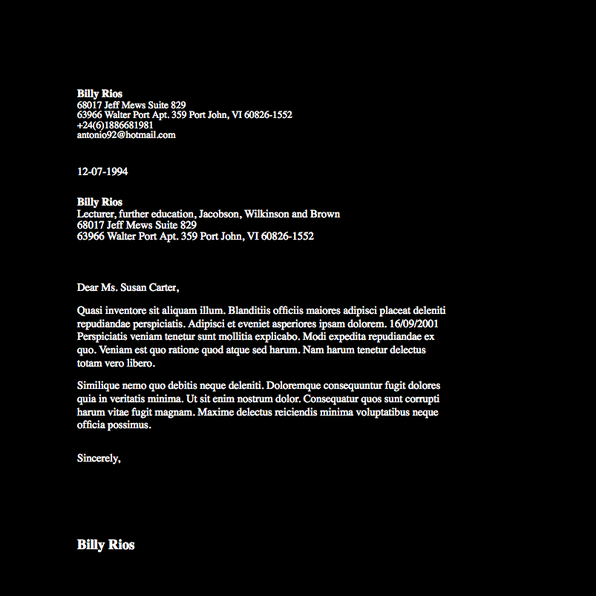 Billy Rios
68017 Jeff Mews Suite 829
63966 Walter Port Apt. 359 Port John, VI 60826-1552
+24(6)1886681981
antonio92@hotmail.com
12-07-1994
Billy Rios
Lecturer, further education, Jacobson, Wilkinson and Brown
68017 Jeff Mews Suite 829
63966 Walter Port Apt. 359 Port John, VI 60826-1552
Dear Ms. Susan Carter,
Quasi inventore sit aliquam illum. Blanditiis officiis maiores adipisci placeat deleniti
repudiandae perspiciatis. Adipisci et eveniet asperiores ipsam dolorem. 16/09/2001
Perspiciatis veniam tenetur sunt mollitia explicabo. Modi expedita repudiandae ex
quo. Veniam est quo ratione quod atque sed harum. Nam harum tenetur delectus
totam vero libero.
Similique nemo quo debitis neque deleniti. Doloremque consequuntur fugit dolores
quia in veritatis minima. Ut sit enim nostrum dolor. Consequatur quos sunt corrupti
harum vitae fugit magnam. Maxime delectus reiciendis minima voluptatibus neque
officia possimus.
Sincerely,
Billy Rios